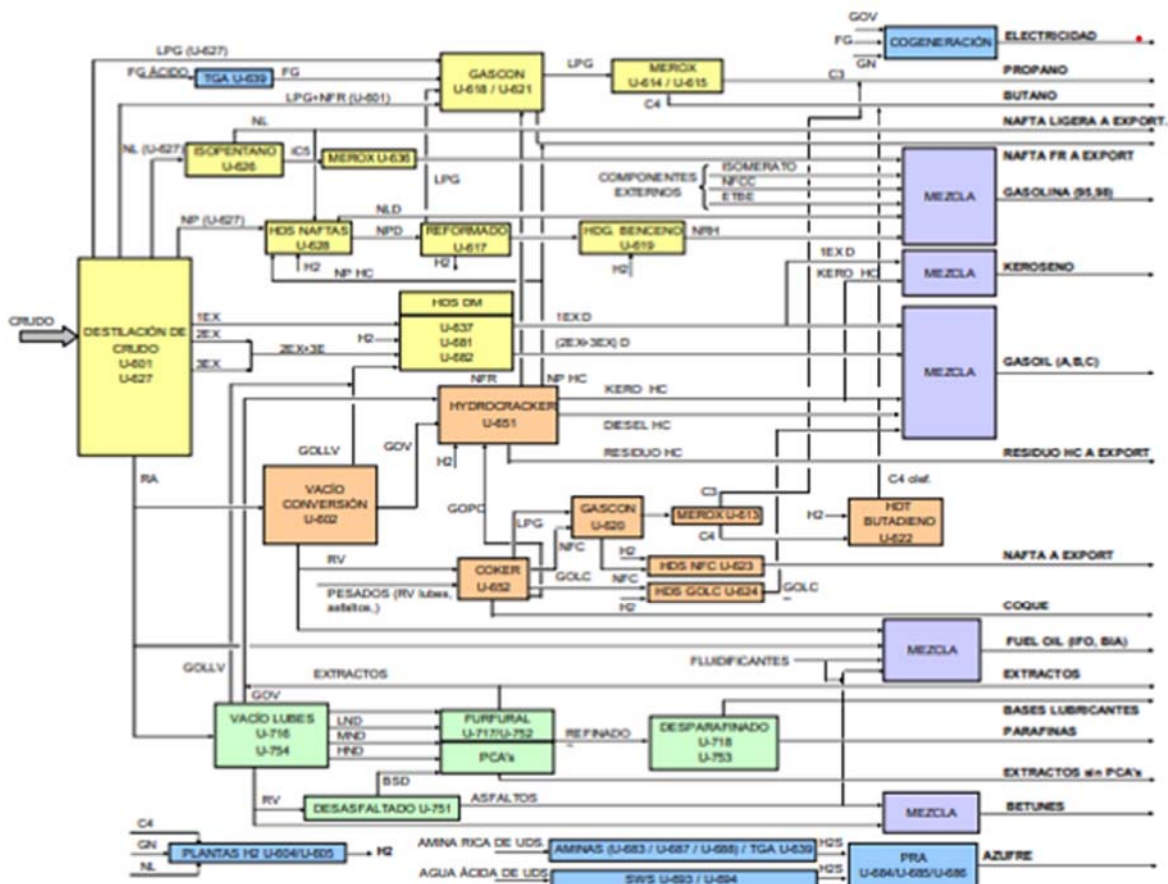 GOV
FG
GN
COGENERACIÓN
ELECTRICIDAD
LPG (U-627)
FG ÁCIDO
TGA U-639
FG
GASCON
U-618 / U-621
LPG
MEROX
U-614 / U-615
C3
PROPANO
C4
BUTANO
LPG+NFR (U-601)
NL
NAFTA LIGERA A EXPORT.
NL (U-627)
ISOPENTANO
U-626
iC5
MEROX U-636
LPG
NAFTA FR A EXPORT
COMPONENTES
EXTERNOS
ISOMERATO
NFCC
ETBE
MEZCLA
GASOLINA (95,98)
NP (U-627)
NLD
HDS NAFTAS
U-628
NPD
REFORMADO
U-617
HDG. BENCENO
U-619
NRH
H2
H2
H2
NP HC
1EX D
KERO HC
MEZCLA
KEROSENO
CRUDO
DESTILACIÓN DE
CRUDO
U-601
U-627
1EX
2EX
3EX
2EX+3E
HDS DM
U-637
U-681
U-682
H2
1EX D
(2EX+3EX) D
MEZCLA
GASOIL (A,B,C)
NFR
NP HC
HYDROCRACKER
U-651
KERO HC
DIESEL HC
RESIDUO HC
RESIDUO HC A EXPORT
H2
GOLLV
GOV
RA
VACÍO
CONVERSIÓN
U-602
GOPC
LPG
GASCON
U-620
C3
MEROX U-613
C4
C4 olef.
H2
HDT
BUTADIENO
U-622
NFC
RV
COKER
U-652
H2
HDS NFC U-623
NAFTA A EXPORT
PESADOS (RV lubes,
asfaltos,)
GOLC
NFC
HDS GOLC U-624
GOLC
H2
COQUE
MEZCLA
FUEL OIL (IFO, BIA)
GOLLV
FLUIDIFICANTES
EXTRACTOS
EXTRACTOS
GOV
VACÍO LUBES
U-716
U-754
LND
MND
HND
FURFURAL
U-717/U-752
PCA's
REFINADO
DESPARAFINADO
U-718
U-753
BASES LUBRICANTES
PARAFINAS
BSD
EXTRACTOS sin PCA's
RV
DESASFALTADO U-751
ASFALTOS
MEZCLA
BETUNES
C4
GN
NL
PLANTAS H2 U-604/U-605
H2
AMINA RICA DE UDS.
AMINAS (U-683 / U-687 / U-688) / TGA U-639
H2S
AGUA ÁCIDA DE UDS
SWS U-693 / U-694
H2S
PRA
U-684/U-685/U-686
AZUFRE